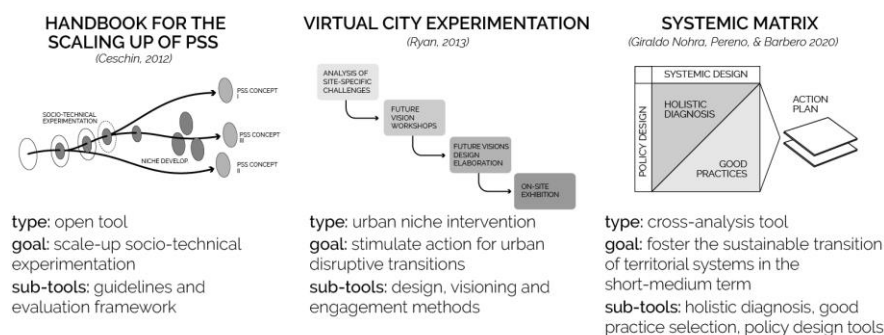 HANDBOOK FOR THE
SCALING UP OF PSS
(Ceschin, 2012)
SOCIO-TECHNICAL
EXPERIMENTATION
NICHE DEVELOP.
PSS CONCEPT
I
PSS CONCEPT
III
PSS CONCEPT
II
type: open tool
goal: scale-up socio-technical
experimentation
sub-tools: guidelines and
evaluation framework
VIRTUAL CITY EXPERIMENTATION
(Ryan, 2013)
ANALYSIS OF
SITE-SPECIFIC
CHALLENGES
FUTURE
VISION
WORKSHOPS
FUTURE VISIONS
DESIGN
ELABORATION
ON-SITE
EXHIBITION
type: urban niche intervention
goal: stimulate action for urban
disruptive transitions
sub-tools: design, visioning and
engagement methods
SYSTEMIC MATRIX
(Giraldo Nohra, Pereno, & Barbero 2020)
SYSTEMIC DESIGN
POLICY DESIGN
HOLISTIC
DIAGNOSIS
GOOD
PRACTICES
ACTION
PLAN
type: cross-analysis tool
goal: foster the sustainable transition
of territorial systems in the
short-medium term
sub-tools: holistic diagnosis, good
practice selection, policy design tools